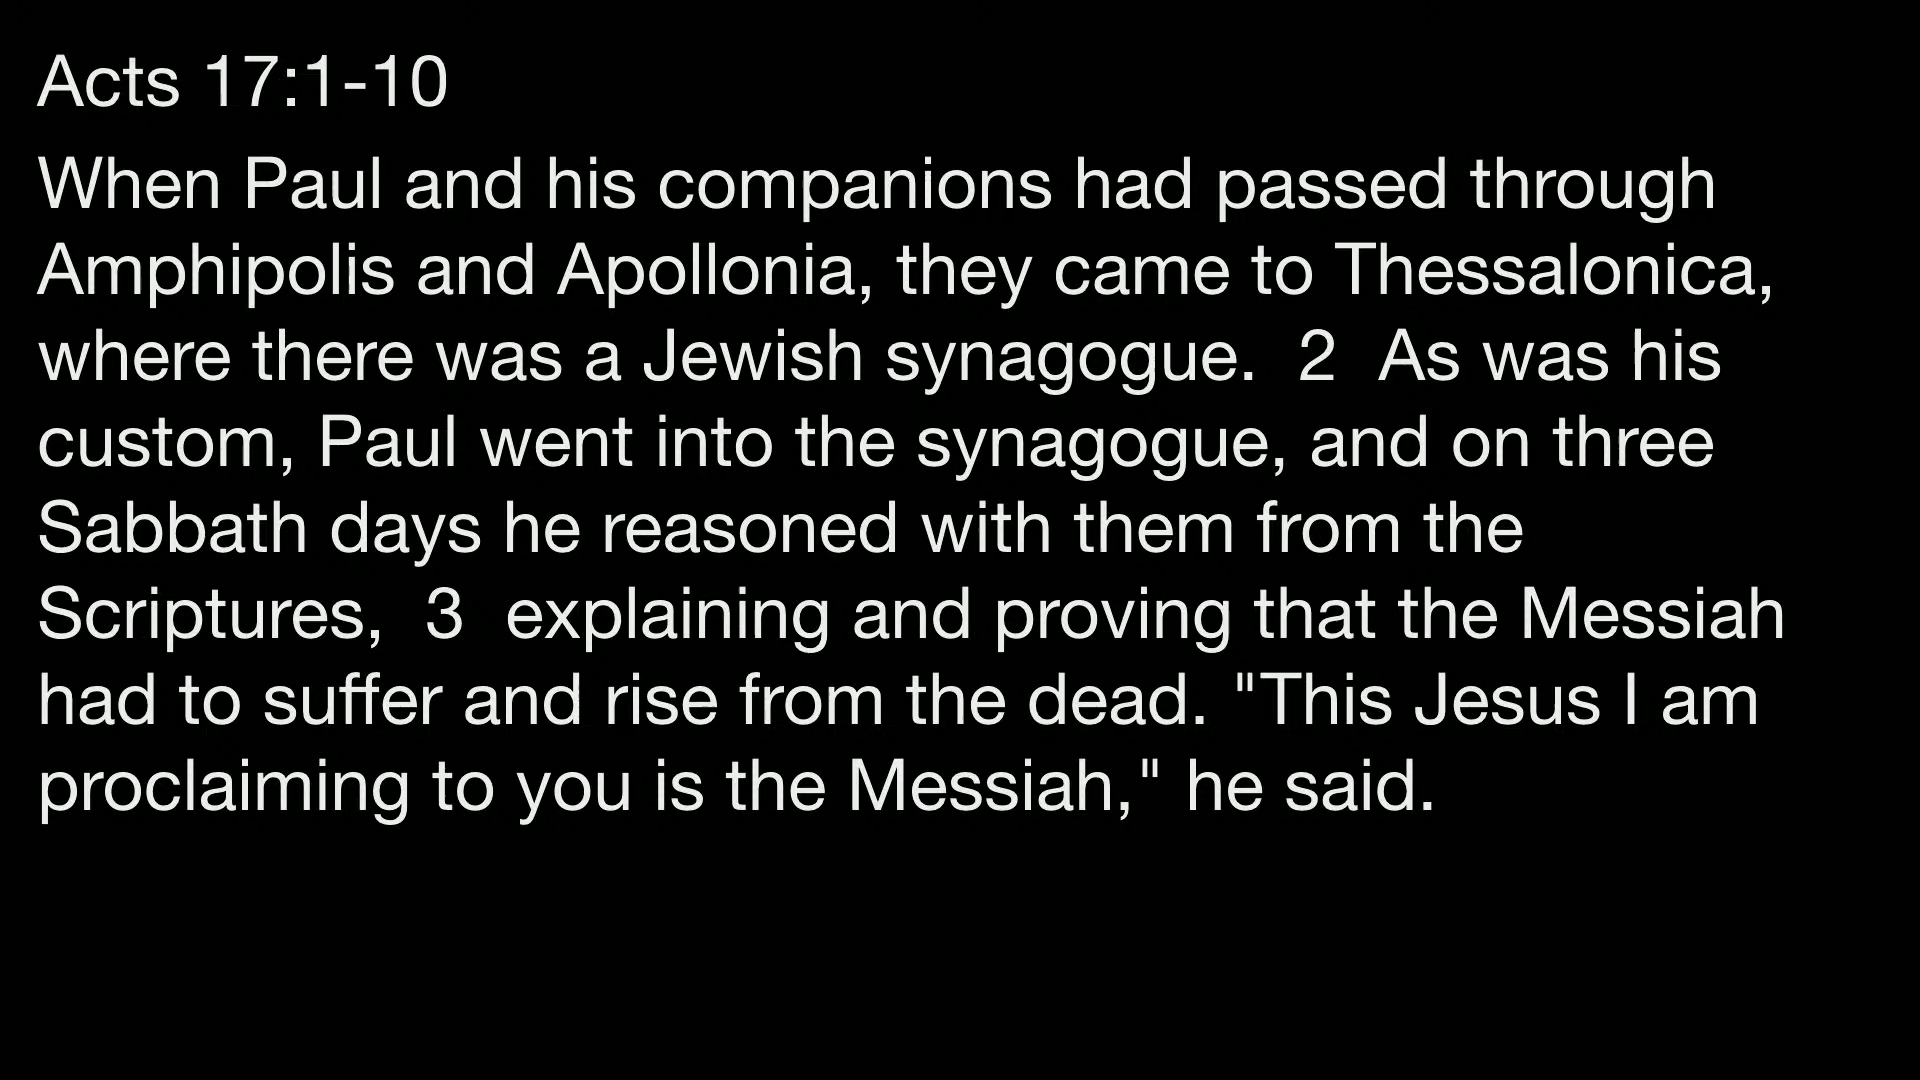 Acts 17:1-10
When Paul and his companions had passed through
Amphipolis and Apollonia, they came to Thessalonica,
where there was a Jewish synagogue.  2  As was his
custom, Paul went into the synagogue, and on three
Sabbath days he reasoned with them from the
Scriptures,  3  explaining and proving that the Messiah
had to suffer and rise from the dead. "This Jesus I am
proclaiming to you is the Messiah," he said.